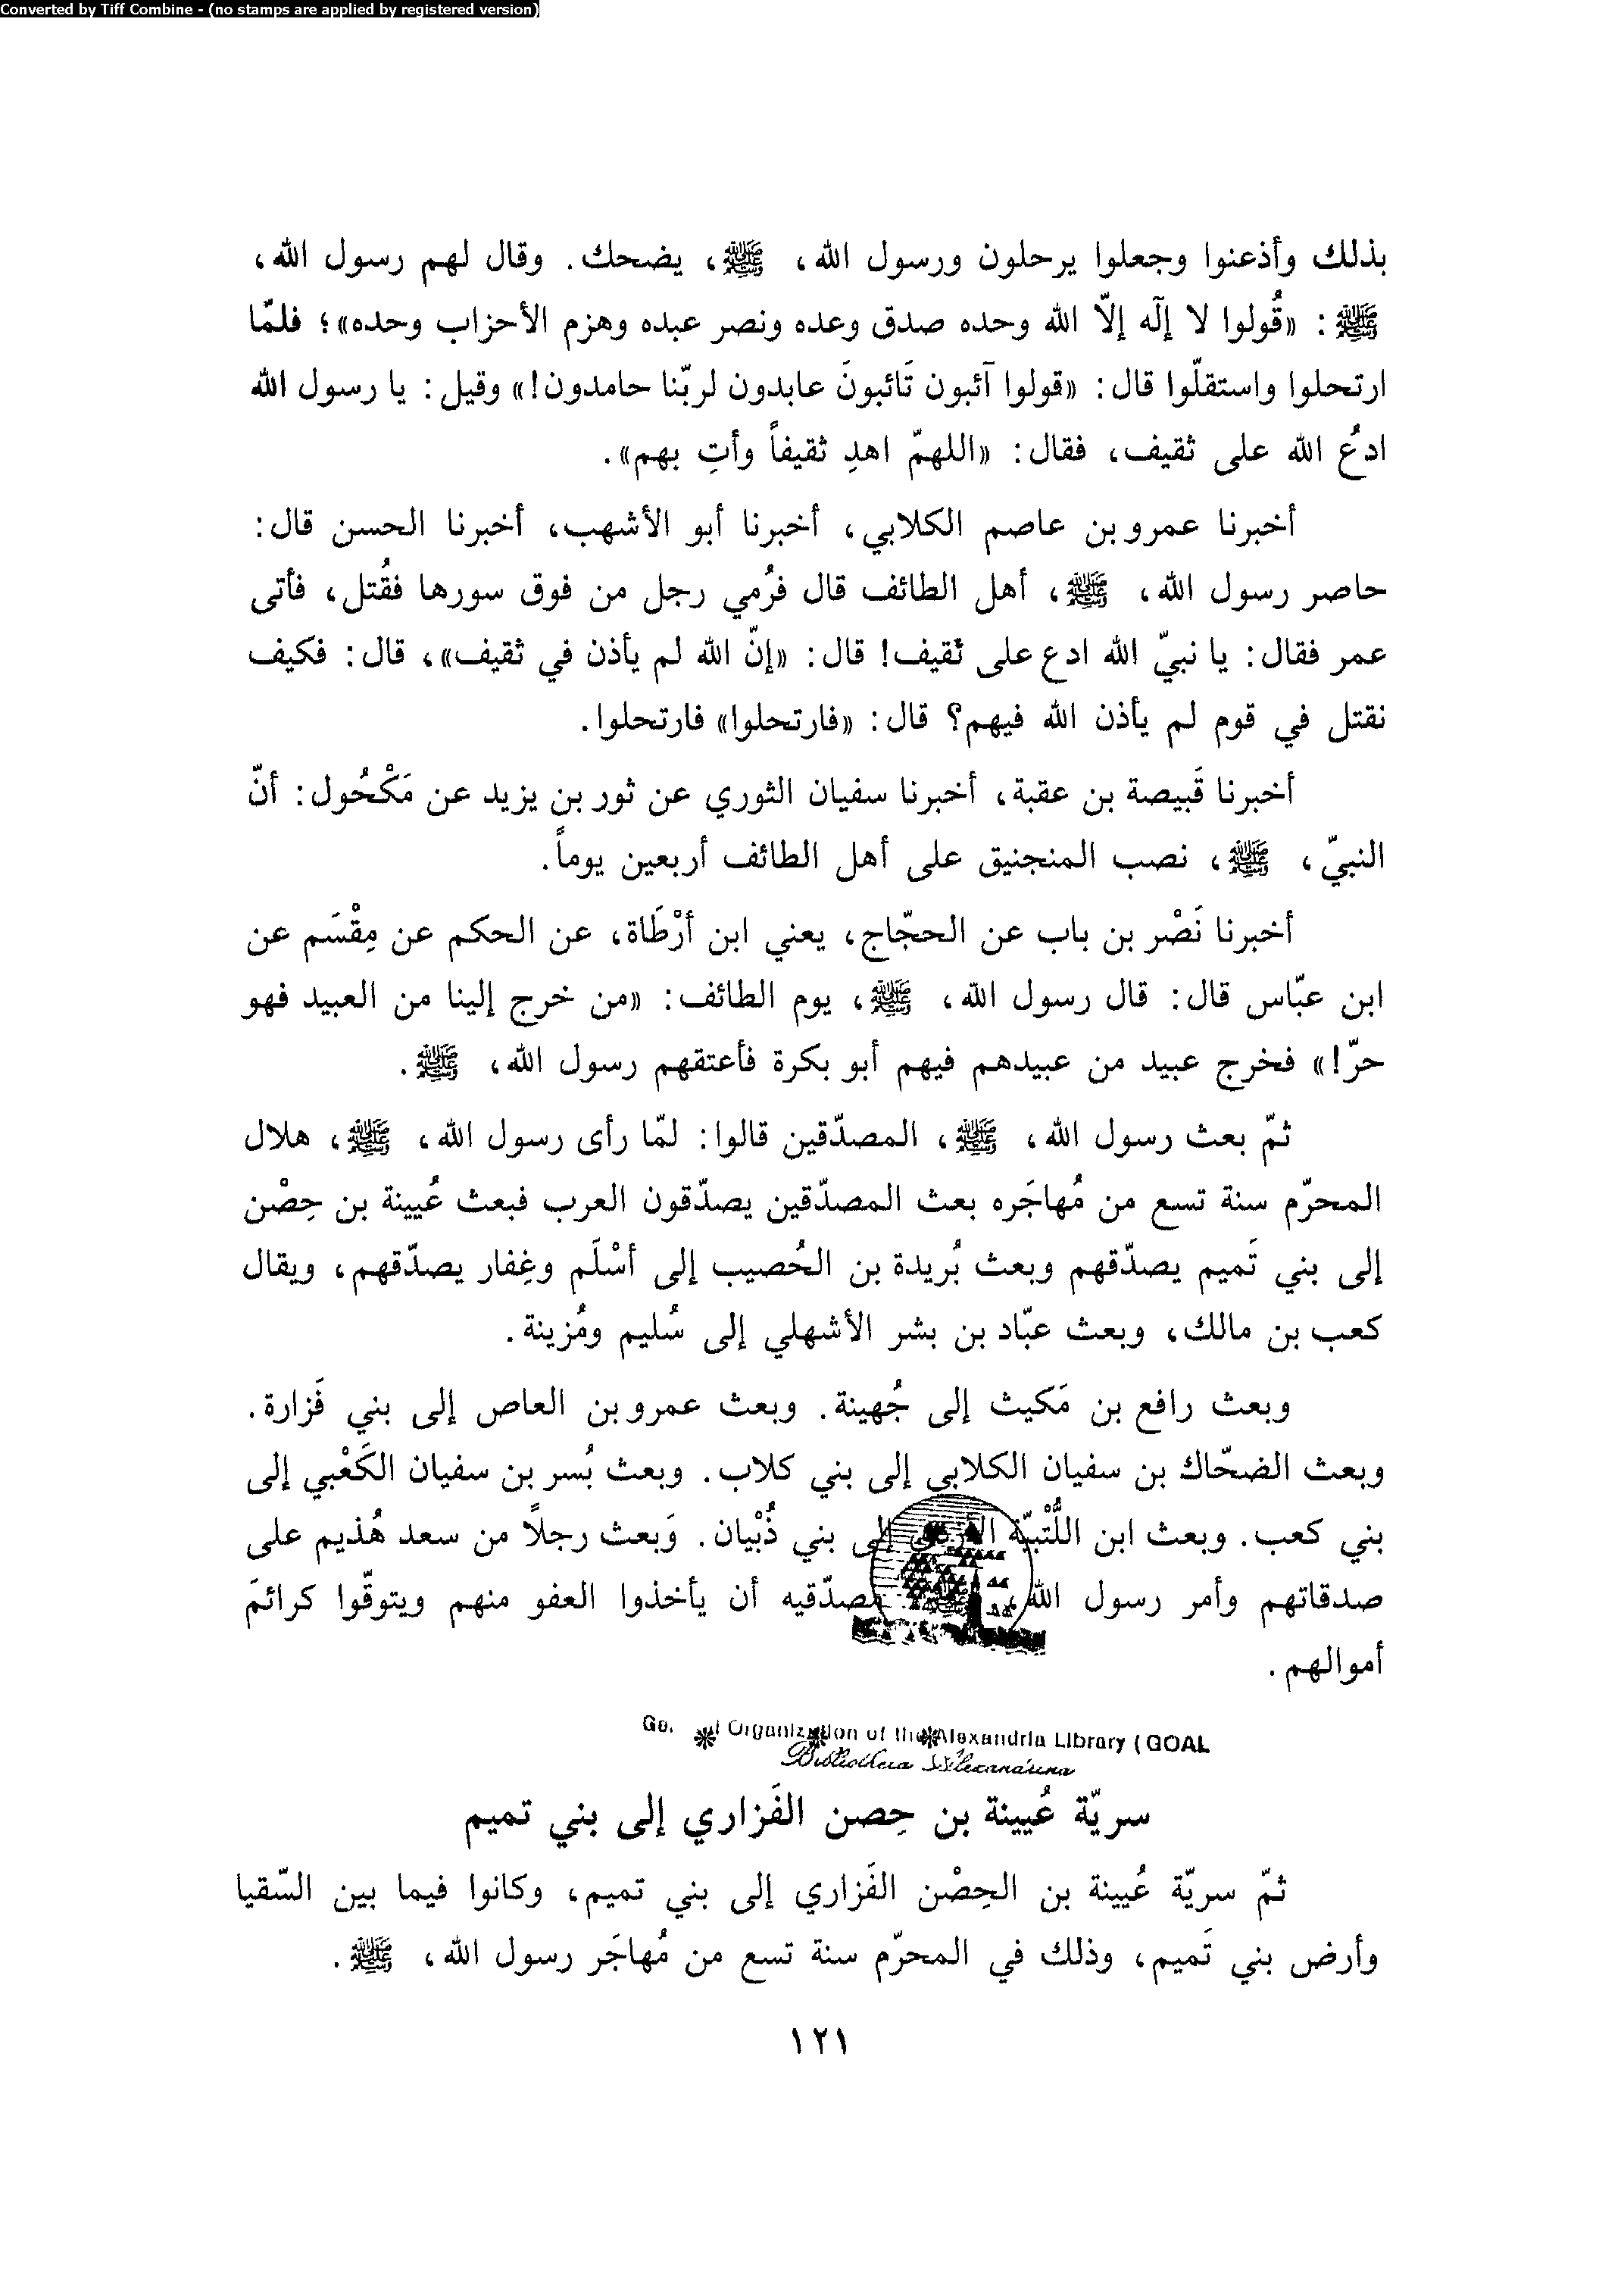 Converted by Tiff Combine - (no stamps are applied by registered version)
بذلك وأذعنوا وجعلوا يرحلون ورسول الله، ﷺ، يضحك. وقال لهم رسول الله،
ﷺ: «قُولوا لا إلٓه إلاّ الله وحده صدق وعده ونصر عبده وهزم الأحزاب وحده»؛ فلمّا
ارتحلوا واستقلّوا قال: «قولوا آئبون تَائبونَ عابدون لربّنا حامدون!» وقيل: يا رسول الله
ادعُ الله على ثقيف، فقال: «اللهمّ اهدِ ثقيفاً وأتِ بهم».
أخبرنا عمرو بن عاصم الكلابي، أخبرنا أبو الأشهب، أخبرنا الحسن قال:
حاصر رسول الله، ﷺ، أهل الطائف قال فرُمي رجل من فوق سورها فقُتل، فأتى
عمر فقال: يا نبيّ الله ادع على ثقيف! قال: «إنّ الله لم يأذن في ثقيف»، قال: فكيف
نقتل في قوم لم يأذن الله فيهم؟ قال: «فارتحلوا» فارتحلوا.
أخبرنا قَبيصة بن عقبة، أخبرنا سفيان الثوري عن ثور بن يزيد عن مَكْحُول: أنّ
النبيّ، ﷺ، نصب المنجنيق على أهل الطائف أربعين يوماً.
أخبرنا نَصْر بن باب عن الحجّاج، يعني ابن أرْطَاة، عن الحكم عن مِقْسَم عن
ابن عبّاس قال: قال رسول الله، ﷺ، يوم الطائف: «من خرج إلينا من العبيد فهو
حرّ!» فخرج عبيد من عبيدهم فيهم أبو بكرة فأعتقهم رسول الله، ﷺ.
ثمّ بعث رسول الله، ﷺ، المصدّقين قالوا: لمّا رأى رسول الله، ﷺ، هلال
المحرّم سنة تسع من مُهاجَره بعث المصدّقين يصدّقون العرب فبعث عُيينة بن حِصْن
إلى بني تَميم يصدّقهم وبعث بُريدة بن الحُصيب إلى أسْلَم وغِفار يصدّقهم، ويقال
كعب بن مالك، وبعث عبّاد بن بشر الأشهلي إلى سُليم ومُزينة.
وبعث رافع بن مَكيث إلى جُهينة. وبعث عمرو بن العاص إلى بني فَزارة.
وبعث الضحّاك بن سفيان الكلابي إلى بني كلاب. وبعث بُسر بن سفيان الكَعْبي إلى
بني كعب. وبعث ابن اللُّتْبيّة إلى بني ذُبْيان. وَبعث رجلاً من سعد هُذيم على
صدقاتهم وأمر رسول الله، مصدّقيه أن يأخذوا العفو منهم ويتوقّوا كرائمَ
أموالهم.
Organization of the Alexandria Library (GOAL
Bibliotheca Alexandrina
سريّة عُيينة بن حِصن الفَزاري إلى بني تميم
ثمّ سريّة عُيينة بن الحِصْن الفَزاري إلى بني تميم، وكانوا فيما بين السّقيا
وأرض بني تَميم، وذلك في المحرّم سنة تسع من مُهاجَر رسول الله، ﷺ.
١٢١